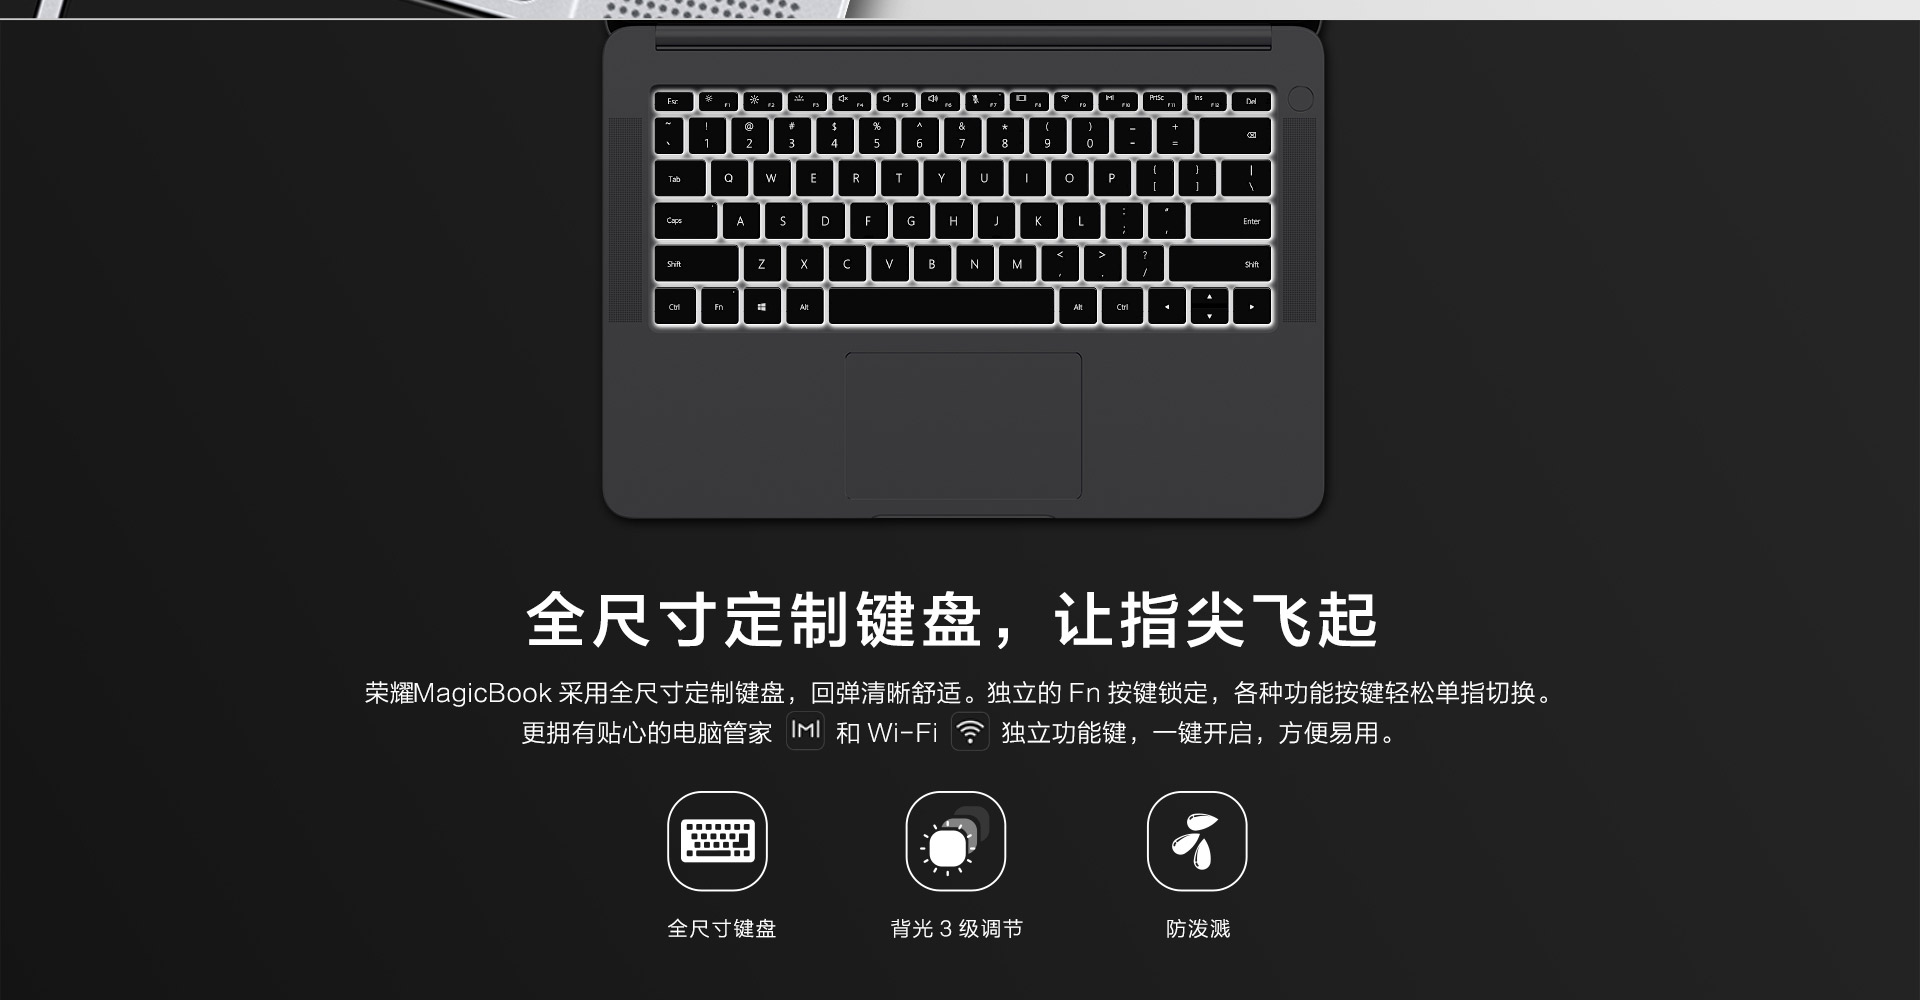 Esc F1 F2 F3 F4 F5 F6 F7 F8 F9 F10 PrtSc F11 Ins F12 Del
~ ! @ # $ % ^ & * ( ) _ +
` 1 2 3 4 5 6 7 8 9 0 - =
Tab Q W E R T Y U I O P { [ } ] | \
Caps A S D F G H J K L : ; " ' Enter
Shift Z X C V B N M < , > . ? / Shift
Ctrl Fn Alt Alt Ctrl
全尺寸定制键盘，让指尖飞起
荣耀MagicBook 采用全尺寸定制键盘，回弹清晰舒适。独立的 Fn 按键锁定，各种功能按键轻松单指切换。
更拥有贴心的电脑管家 和 Wi-Fi 独立功能键，一键开启，方便易用。
全尺寸键盘 背光 3 级调节 防泼溅